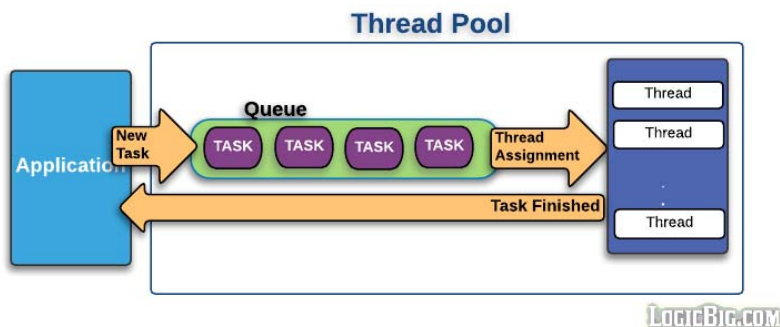 Thread Pool
Queue
New
Task
Application
TASK TASK TASK TASK
Thread
Assignment
Thread
Thread
Thread
Task Finished
LogicBig.com